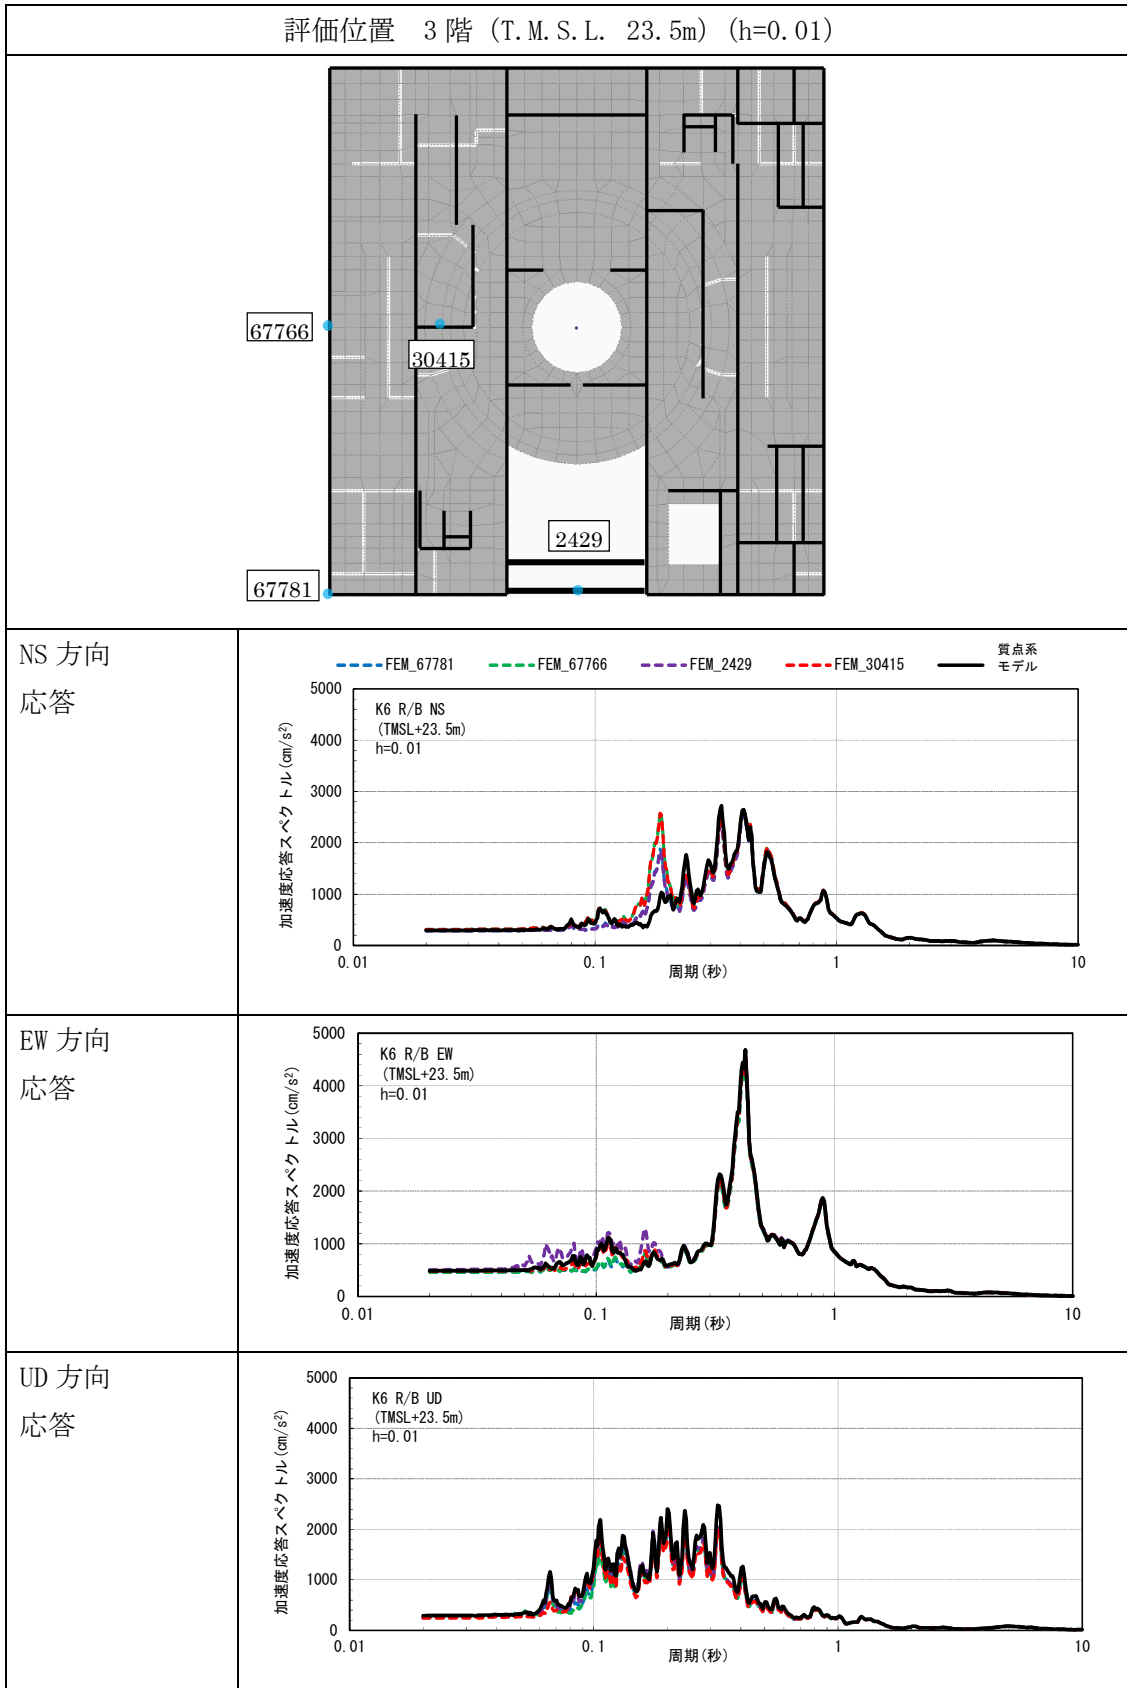 評価位置　3階 (T.M.S.L. 23.5m) (h=0.01)
67766
30415
2429
67781
NS 方向
応答
FEM_67781 FEM_67766 FEM_2429 FEM_30415 質点系
モデル
加速度応答スペクトル(cm/s²)
5000
4000
3000
2000
1000
0
K6 R/B NS
(TMSL+23.5m)
h=0.01
0.01 0.1 1 10
周期(秒)
EW 方向
応答
加速度応答スペクトル(cm/s²)
5000
4000
3000
2000
1000
0
K6 R/B EW
(TMSL+23.5m)
h=0.01
0.01 0.1 1 10
周期(秒)
UD 方向
応答
加速度応答スペクトル(cm/s²)
5000
4000
3000
2000
1000
0
K6 R/B UD
(TMSL+23.5m)
h=0.01
0.01 0.1 1 10
周期(秒)